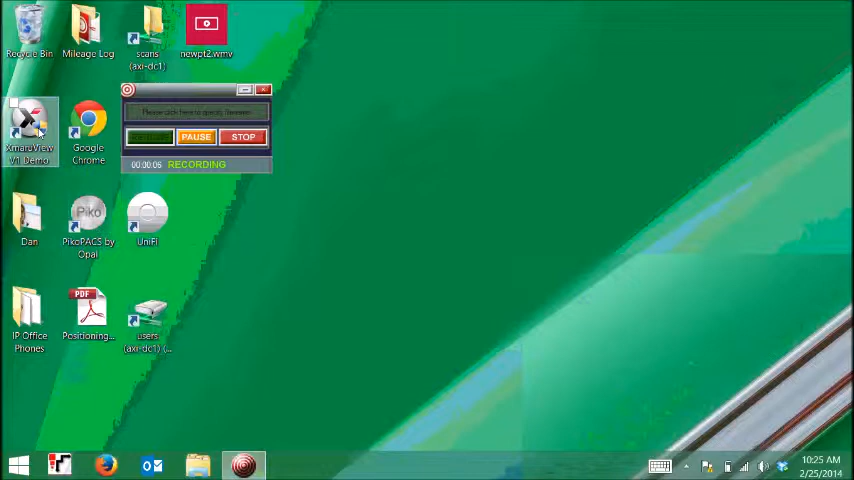 Recycle Bin
Mileage Log
scans
(axi-dc1)
newpt2.wmv
XmaruView
V1 Demo
Google
Chrome
PAUSE
STOP
00:00:06 RECORDING
Dan
Piko
PikoPACS by
Opal
UniFi
PDF
IP Office
Phones
Positioning...
users
(axi-dc1) (...
10:25 AM
2/25/2014